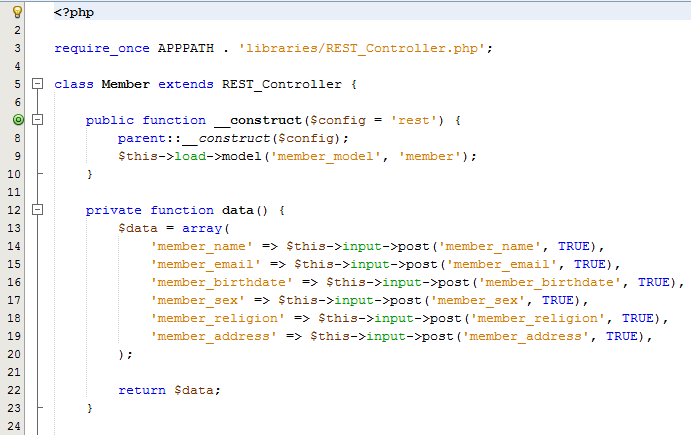 1 <?php
2
3 require_once APPPATH . 'libraries/REST_Controller.php';
4
5 class Member extends REST_Controller {
6
public function __construct($config = 'rest') {
8 parent::__construct($config);
9 $this->load->model('member_model', 'member');
10 }
11
12 private function data() {
13 $data = array(
14 'member_name' => $this->input->post('member_name', TRUE),
15 'member_email' => $this->input->post('member_email', TRUE),
16 'member_birthdate' => $this->input->post('member_birthdate', TRUE),
17 'member_sex' => $this->input->post('member_sex', TRUE),
18 'member_religion' => $this->input->post('member_religion', TRUE),
19 'member_address' => $this->input->post('member_address', TRUE),
20 );
21
22 return $data;
23 }
24